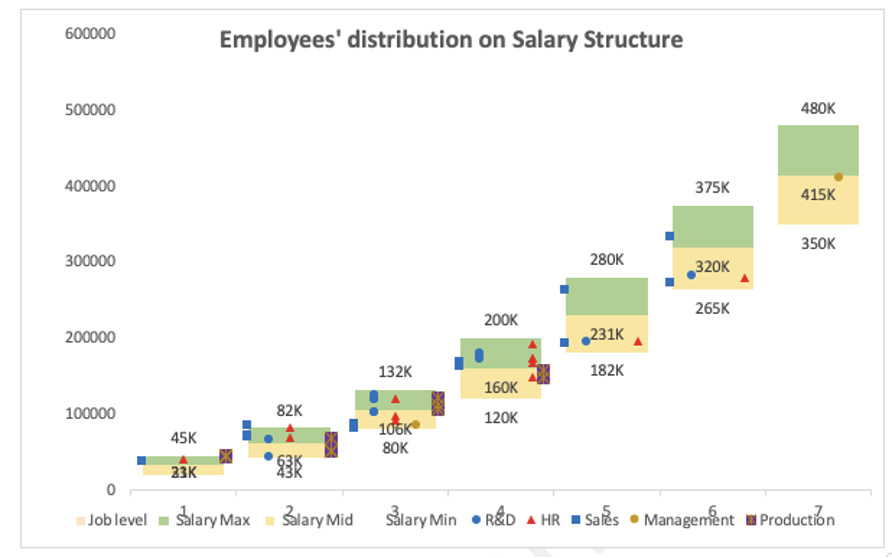 Employees' distribution on Salary Structure
600000
500000
400000
300000
200000
100000
0
45K
82K
63K
43K
132K
106K
80K
200K
160K
120K
280K
231K
182K
375K
320K
265K
480K
415K
350K
1 2 3 4 5 6 7
Job level Salary Max Salary Mid Salary Min R&D HR Sales Management Production